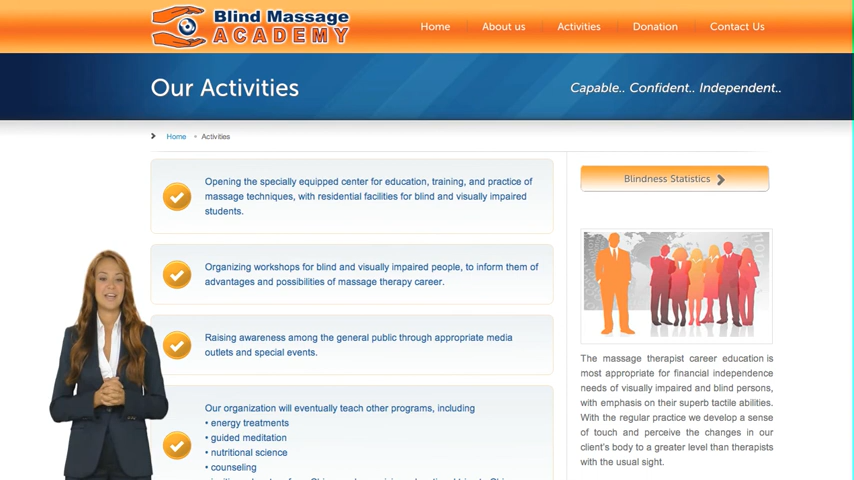 Blind Massage
ACADEMY
Home
About us
Activities
Donation
Contact Us
Our Activities
Capable.. Confident.. Independent..
Home
Activities
Opening the specially equipped center for education, training, and practice of
massage techniques, with residential facilities for blind and visually impaired
students.
Organizing workshops for blind and visually impaired people, to inform them of
advantages and possibilities of massage therapy career.
Raising awareness among the general public through appropriate media
outlets and special events.
Our organization will eventually teach other programs, including
• energy treatments
• guided meditation
• nutritional science
• counseling
Blindness Statistics
The massage therapist career education is
most appropriate for financial independence
needs of visually impaired and blind persons,
with emphasis on their superb tactile abilities.
With the regular practice we develop a sense
of touch and perceive the changes in our
client's body to a greater level than therapists
with the usual sight.